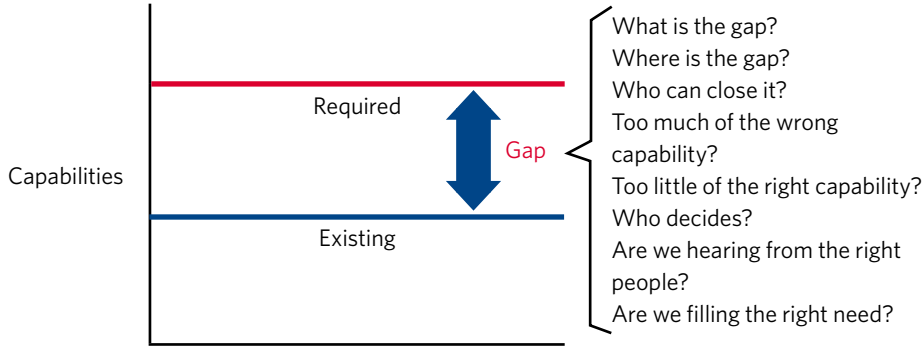 Capabilities
Required
Gap
Existing
What is the gap?
Where is the gap?
Who can close it?
Too much of the wrong
capability?
Too little of the right capability?
Who decides?
Are we hearing from the right
people?
Are we filling the right need?